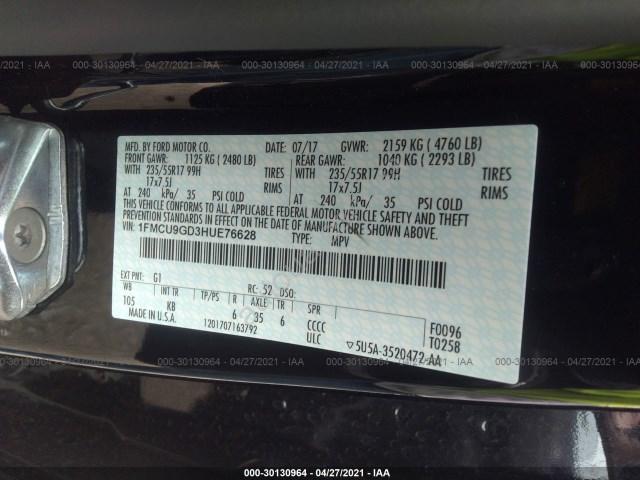 000-30130964 - 04/27/2021 - IAA 000-30130964 - 04/27/2021 - IAA 000-30130964 - 04/27/2021 - IAA
MFD. BY FORD MOTOR CO. 07/17 GVWR: 2159 KG ( 4760 LB)
FRONT GAWR: 1125 KG ( 2480 LB) REAR GAWR: 1040 KG ( 2293 LB)
WITH 235/55R17 99H TIRES WITH 235/55R17 99H TIRES
17x7.5J RIMS 17x7.5J RIMS
AT 240 kPa/ 35 PSI COLD AT 240 kPa/ 35 PSI COLD
THIS VEHICLE CONFORMS TO ALL APPLICABLE FEDERAL MOTOR VEHICLE SAFETY AND THEFT
PREVENTION STANDARDS IN EFFECT ON THE DATE OF MANUFACTURE SHOWN ABOVE.
VIN: 1FMCU9GD3HUE76628 TYPE: MPV
EXT PNT: G1 RC: 52 DSO:
WB INT TR TP/PS R AXLE TR SPR
105 KB 6 35 6 CCCC F0096
MADE IN U.S.A. 1201707163792 ULC T0258
5U5A-3520472-AA
000-30130964 - 04/27/2021 - IAA